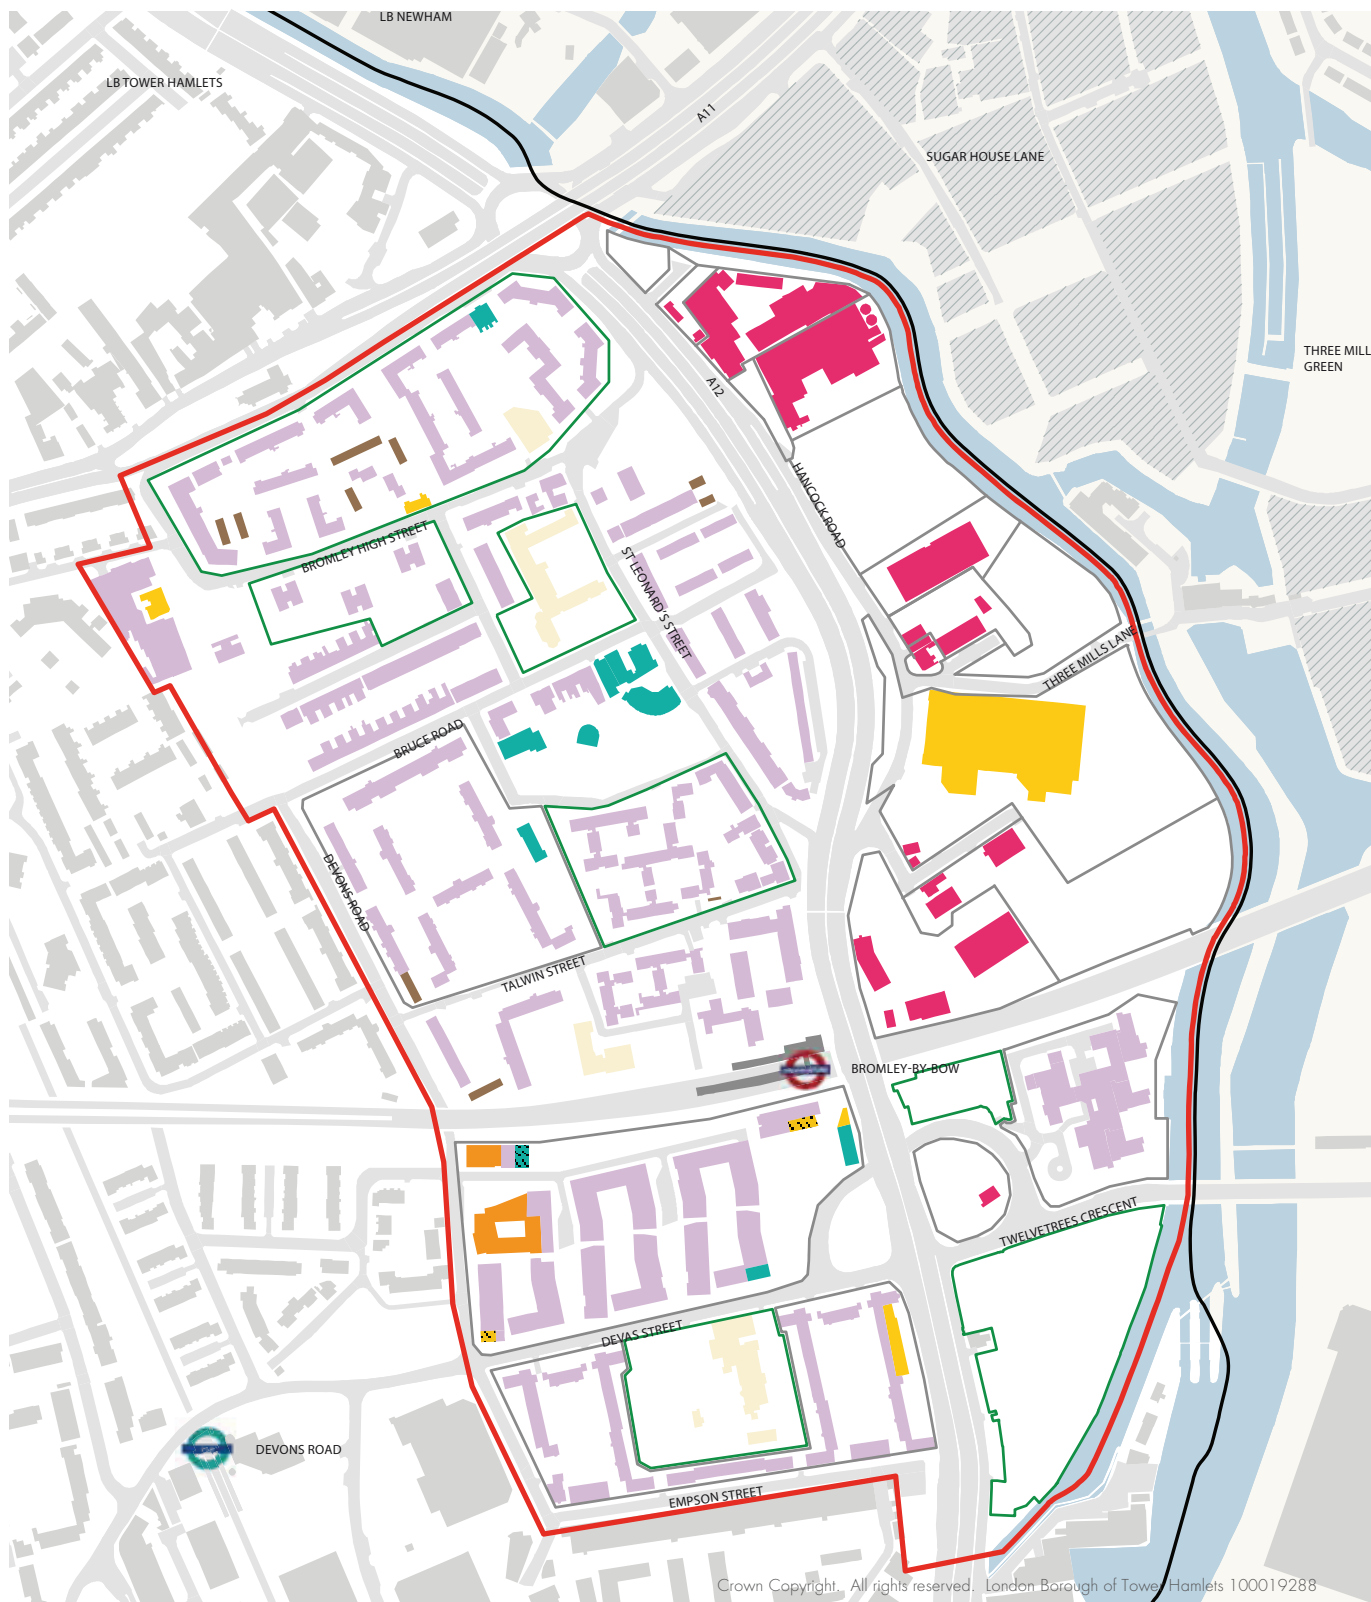 LB NEWHAM
LB TOWER HAMLETS
A11
SUGAR HOUSE LANE
THREE MILL
GREEN
A12
HANCOCK ROAD
BROMLEY HIGH STREET
ST LEONARD'S STREET
THREE MILLS LANE
BRUCE ROAD
DEVONS ROAD
TALWIN STREET
BROMLEY-BY-BOW
TWELVETREES CRESCENT
DEVAS STREET
DEVONS ROAD
EMPSON STREET
Crown Copyright. All rights reserved. London Borough of Tower Hamlets 100019288